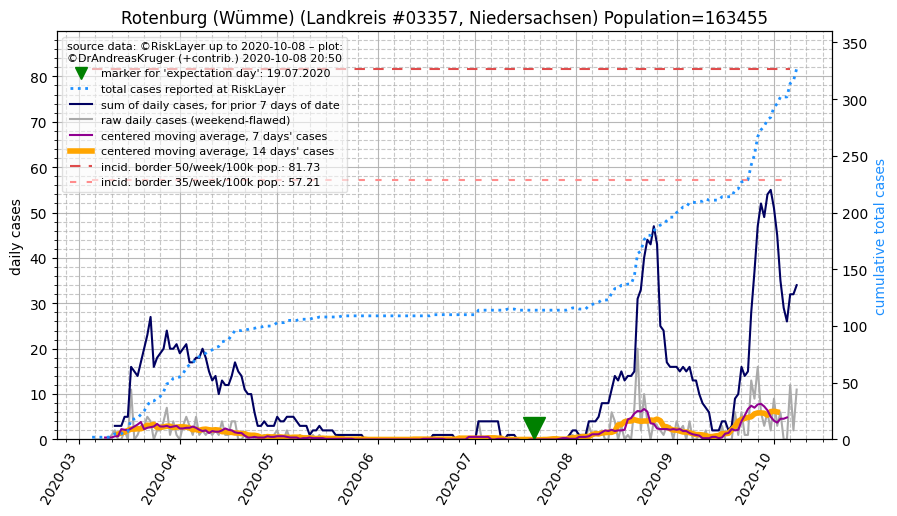 Rotenburg (Wümme) (Landkreis #03357, Niedersachsen) Population=163455
source data: ©RiskLayer up to 2020-10-08 – plot:
©DrAndreasKruger (+contrib.) 2020-10-08 20:50
marker for 'expectation day': 19.07.2020
total cases reported at RiskLayer
sum of daily cases, for prior 7 days of date
raw daily cases (weekend-flawed)
centered moving average, 7 days' cases
centered moving average, 14 days' cases
incid. border 50/week/100k pop.: 81.73
incid. border 35/week/100k pop.: 57.21
daily cases
80
70
60
50
40
30
20
10
0
cumulative total cases
350
300
250
200
150
100
50
0
2020-03
2020-04
2020-05
2020-06
2020-07
2020-08
2020-09
2020-10